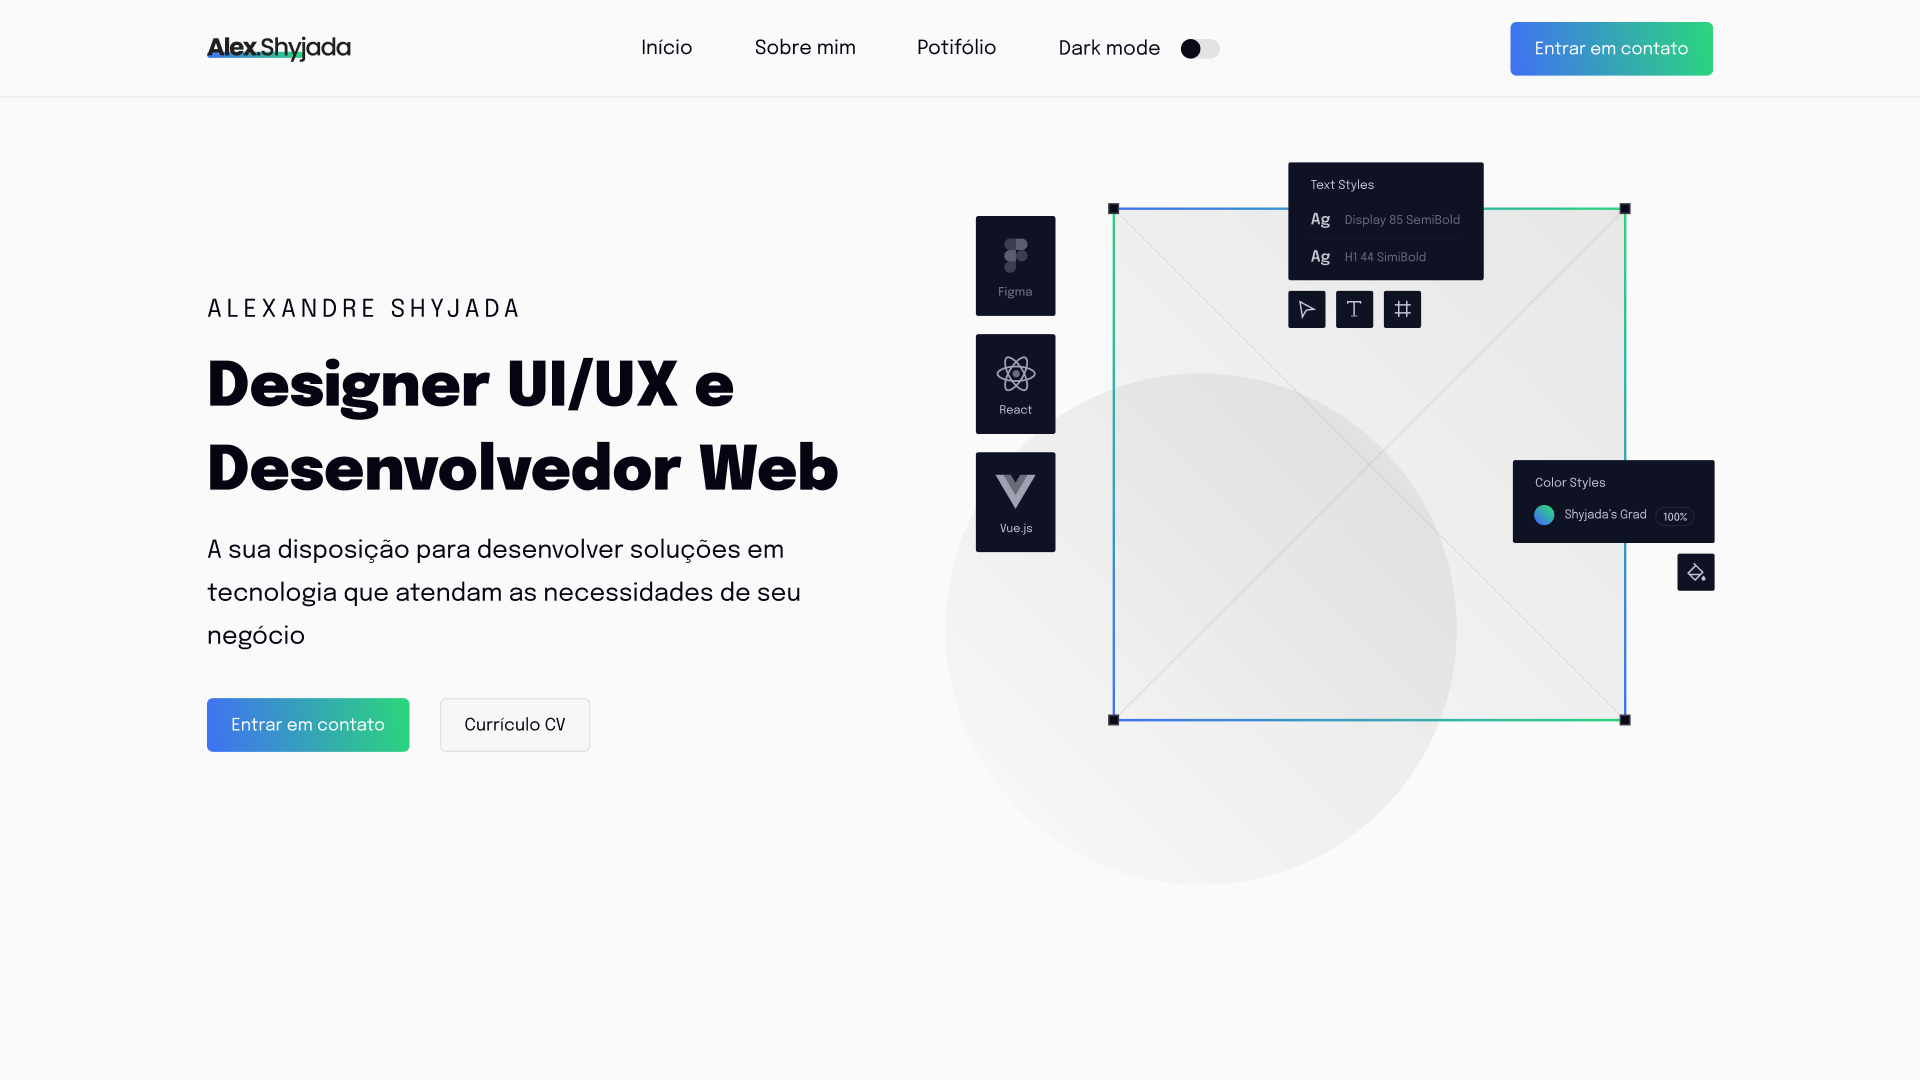 Alex.Shyjada
Início
Sobre mim
Potifólio
Dark mode
Entrar em contato
ALEXANDRE SHYJADA
Designer UI/UX e
Desenvolvedor Web
A sua disposição para desenvolver soluções em
tecnologia que atendam as necessidades de seu
negócio
Entrar em contato
Currículo CV
Figma
React
Vue.js
Text Styles
Ag Display 85 SemiBold
Ag H1 44 SimiBold
T
Color Styles
Shyjada's Grad 100%